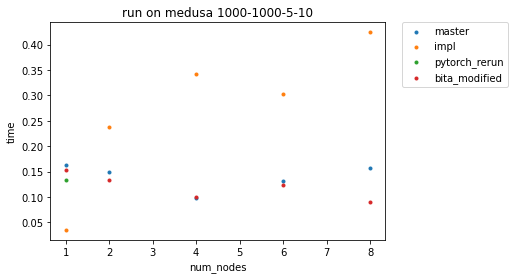 run on medusa 1000-1000-5-10
master
impl
pytorch_rerun
bita_modified
time
0.40
0.35
0.30
0.25
0.20
0.15
0.10
0.05
1 2 3 4 5 6 7 8
num_nodes